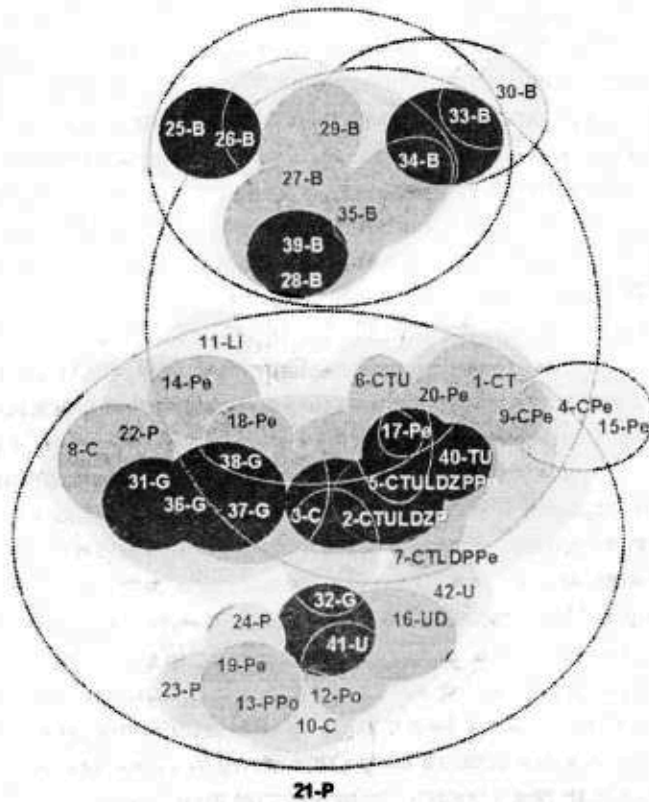 30-B
25-B
26-B
29-B
33-B
34-B
27-B
35-B
39-B
28-B
11-LI
14-Pe
6-CTU
20-Pe
1-CT
9-CPe
4-CPe
15-Pe
8-C
22-P
18-Pe
17-Pe
38-G
40-TU
31-G
5-CTULDZPP
36-G
37-G
3-C
2-CTULDZP
7-CTLDPPe
42-U
32-G
24-P
16-UD
41-U
19-Pe
23-P
13-PPo
12-Po
10-C
21-P